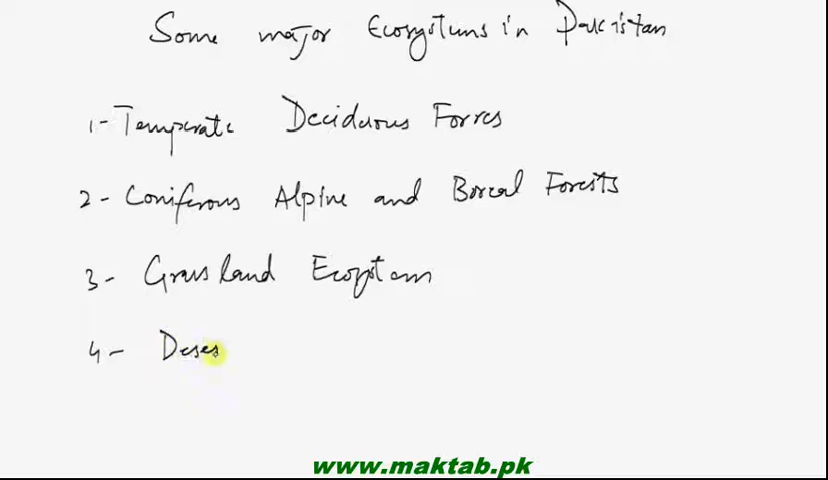 Some major Ecosystems in Pakistan
1- Temperate Deciduous Forres
2- Coniferous Alpine and Boreal Forests
3- Grassland Ecosystem
4- Deses
www.maktab.pk